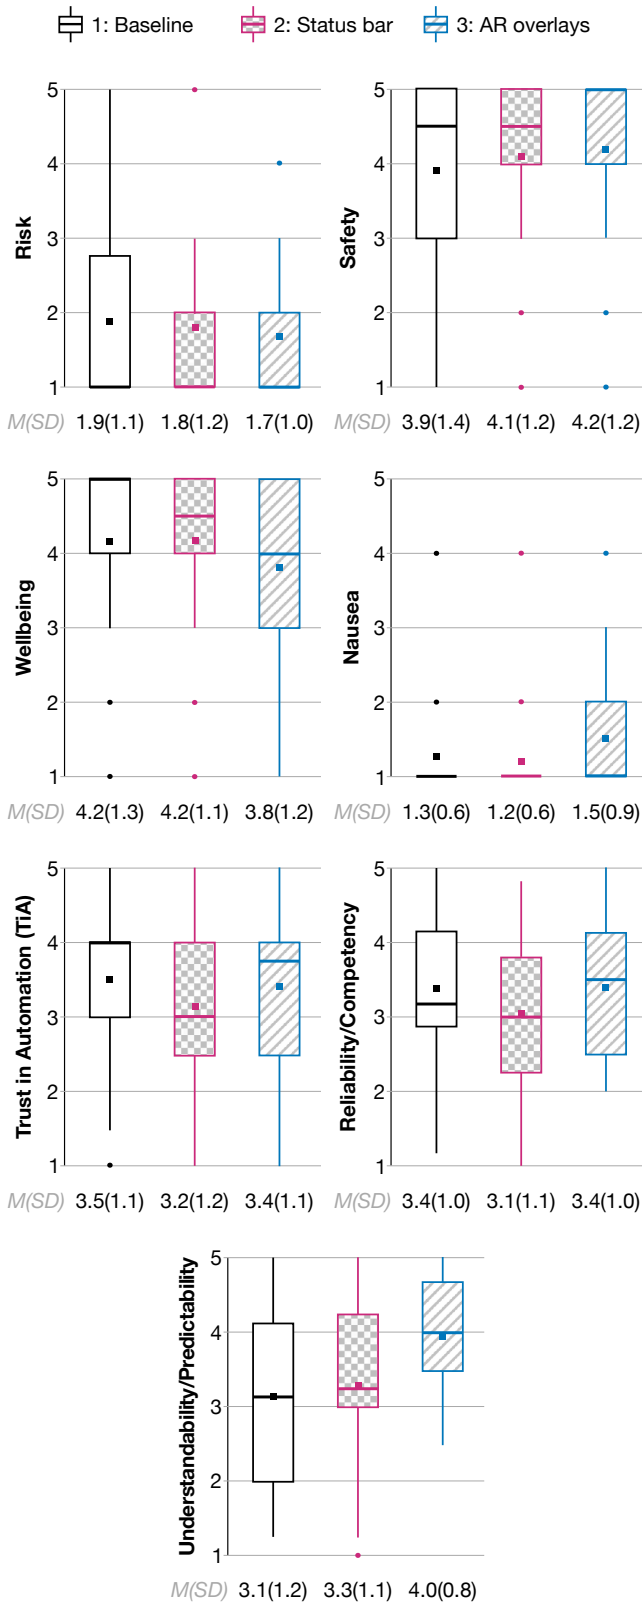 1: Baseline 2: Status bar 3: AR overlays
Risk
5
4
3
2
1
M(SD) 1.9(1.1) 1.8(1.2) 1.7(1.0)
Safety
5
4
3
2
1
M(SD) 3.9(1.4) 4.1(1.2) 4.2(1.2)
Wellbeing
5
4
3
2
1
M(SD) 4.2(1.3) 4.2(1.1) 3.8(1.2)
Nausea
5
4
3
2
1
M(SD) 1.3(0.6) 1.2(0.6) 1.5(0.9)
Trust in Automation (TiA)
5
4
3
2
1
M(SD) 3.5(1.1) 3.2(1.2) 3.4(1.1)
Reliability/Competency
5
4
3
2
1
M(SD) 3.4(1.0) 3.1(1.1) 3.4(1.0)
Understandability/Predictability
5
4
3
2
1
M(SD) 3.1(1.2) 3.3(1.1) 4.0(0.8)